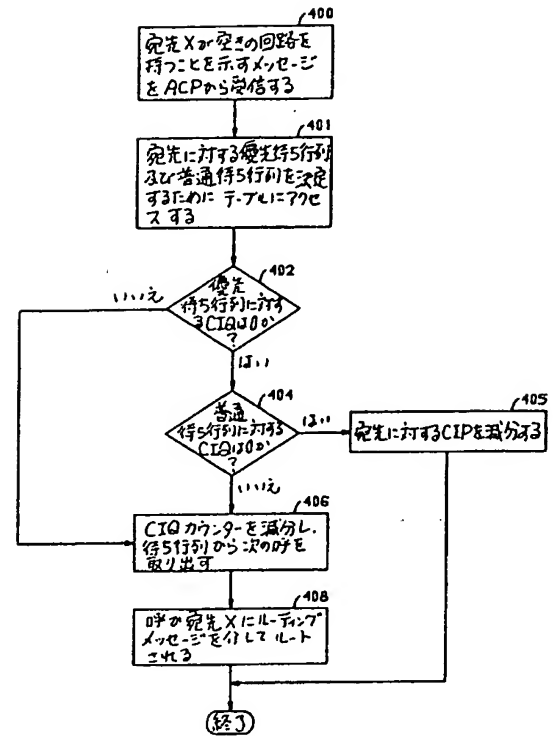 400
宛先Xが空きの回路を
持つことを示すメッセージ
をACPから受信する
401
宛先に対する優先待ち行列
及び普通待ち行列を決定
するために テーブルにアクセ
スする
402
いいえ
優先
待ち行列に対す
るCIQは0か
?
はい
404
普通
待ち行列に対する
CIQは0か
?
はい
405
宛先に対するCIPを減分する
いいえ
406
CIQカウンターを減分し、
待ち行列から次の呼を
取り出す
408
呼が宛先Xにルーティング
メッセージを介してルート
される
終了